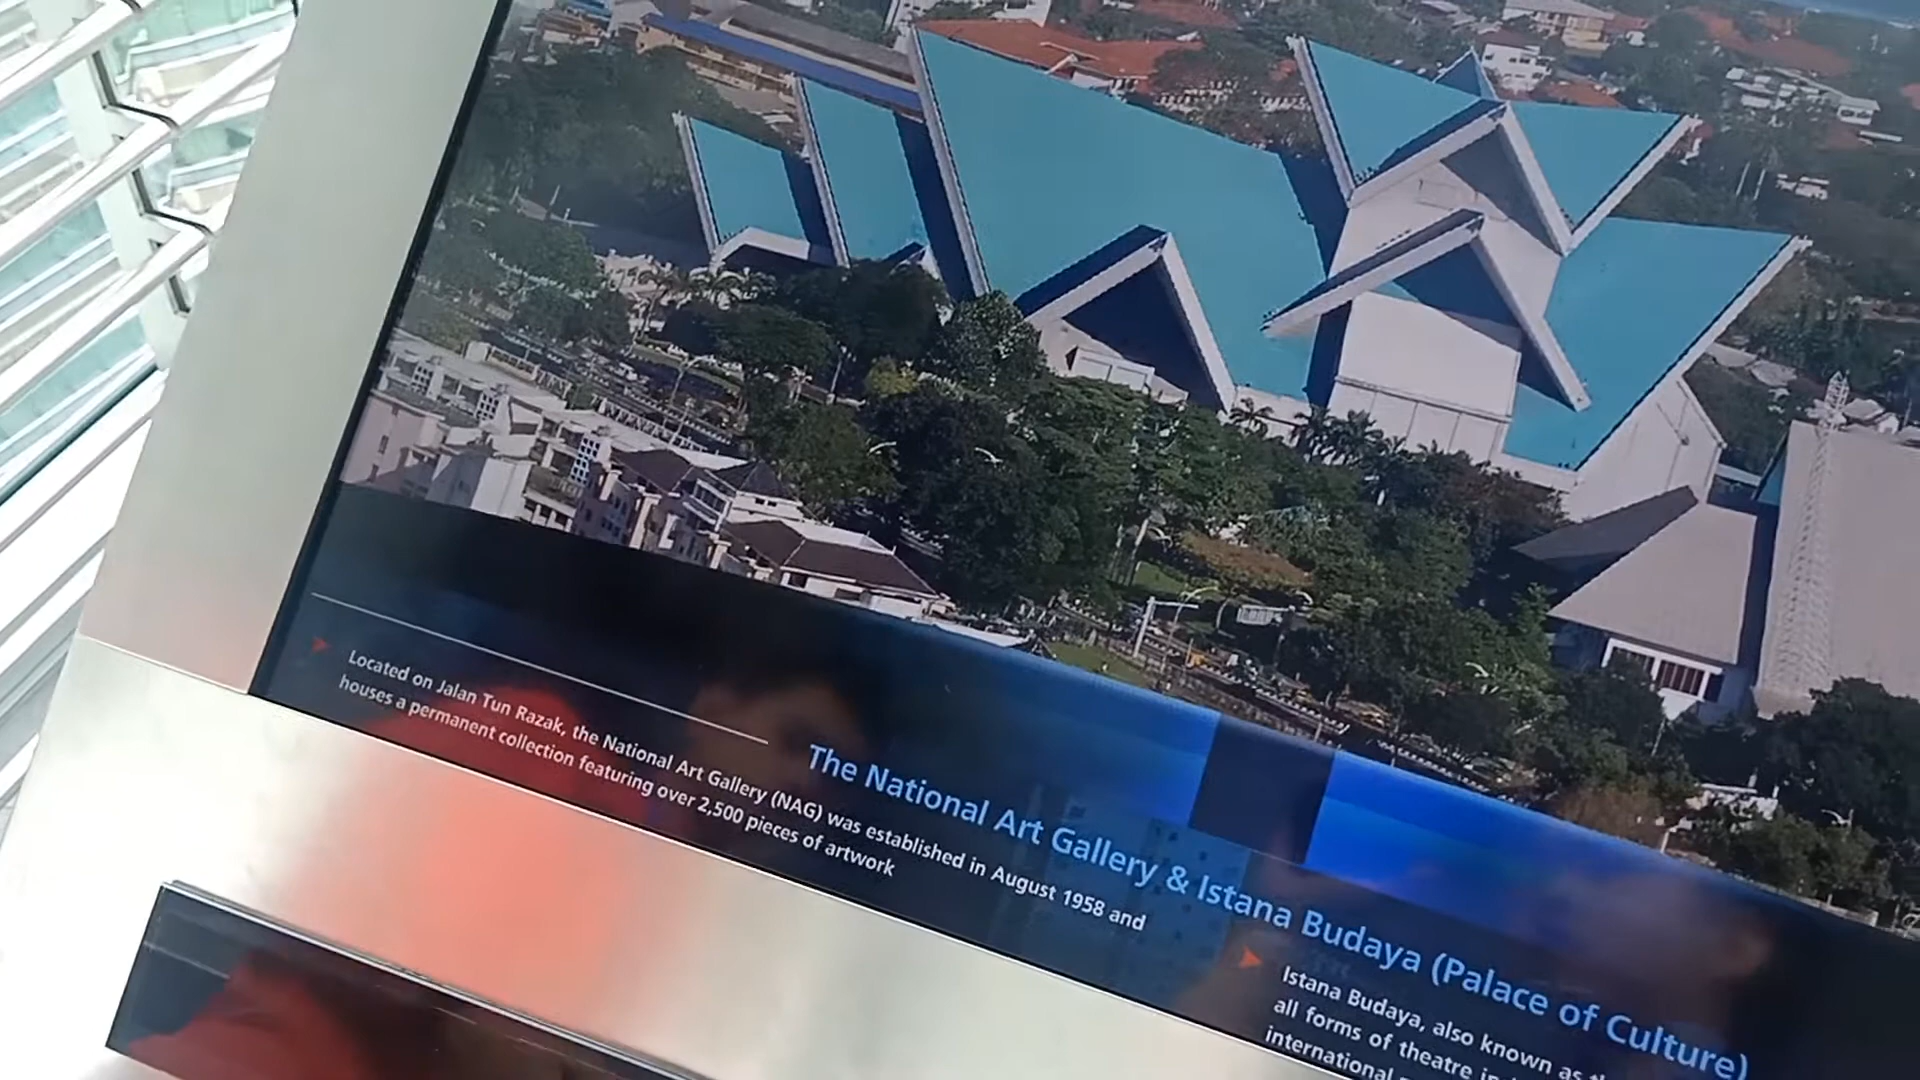 The National Art Gallery & Istana Budaya (Palace of Culture)
Located on Jalan Tun Razak, the National Art Gallery (NAG) was established in August 1958 and
houses a permanent collection featuring over 2,500 pieces of artwork
Istana Budaya, also known as
all forms of theatre in
international